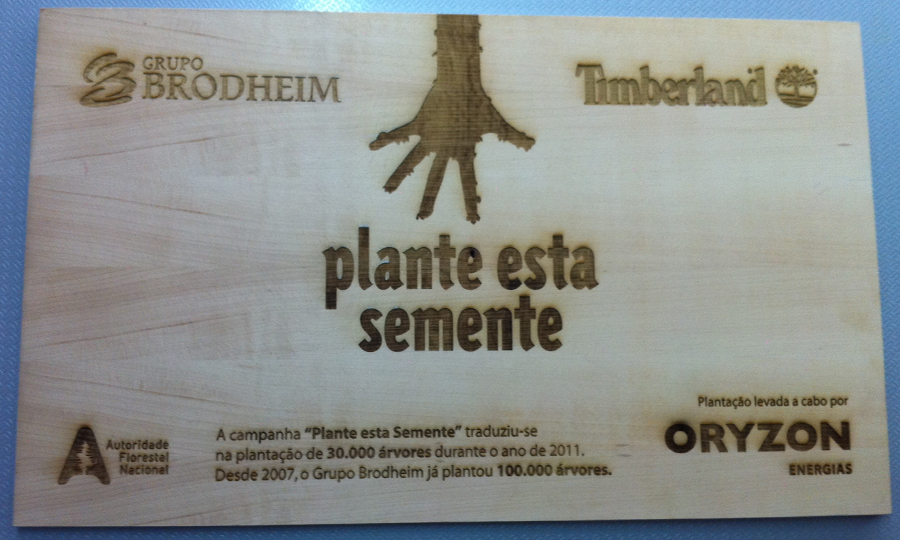 GRUPO
BRODHEIM
Timberland
plante esta
semente
Autoridade
Florestal
Nacional
A campanha "Plante esta Semente" traduziu-se
na plantação de 30.000 árvores durante o ano de 2011.
Desde 2007, o Grupo Brodheim já plantou 100.000 árvores.
Plantação levada a cabo por
ORYZON
ENERGIAS